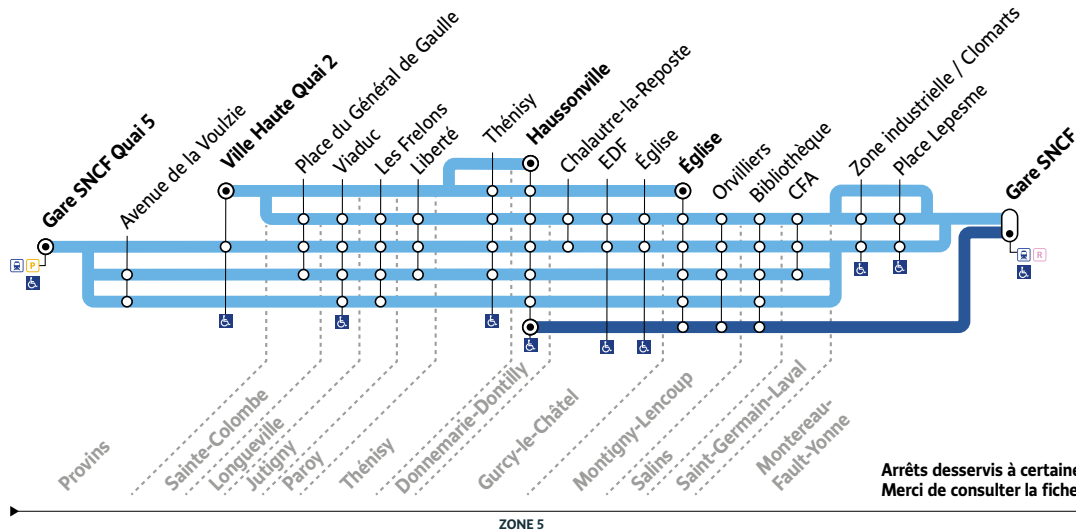 Gare SNCF Quai 5
Avenue de la Voulzie
Ville Haute Quai 2
Place du Général de Gaulle
Viaduc
Les Frelons
Liberté
Thénisy
Haussonville
Chalautre-la-Reposte
EDF
Église
Église
Orvilliers
Bibliothèque
CFA
Zone industrielle / Clomarts
Place Lepesme
Gare SNCF
P
R
Provins
Sainte-Colombe
Longueville
Jutigny
Paroy
Thénisy
Donnemarie-Dontilly
Gurcy-le-Châtel
Montigny-Lencoup
Salins
Saint-Germain-Laval
Montereau-
Fault-Yonne
Arrêts desservis à certaine
Merci de consulter la fiche
ZONE 5